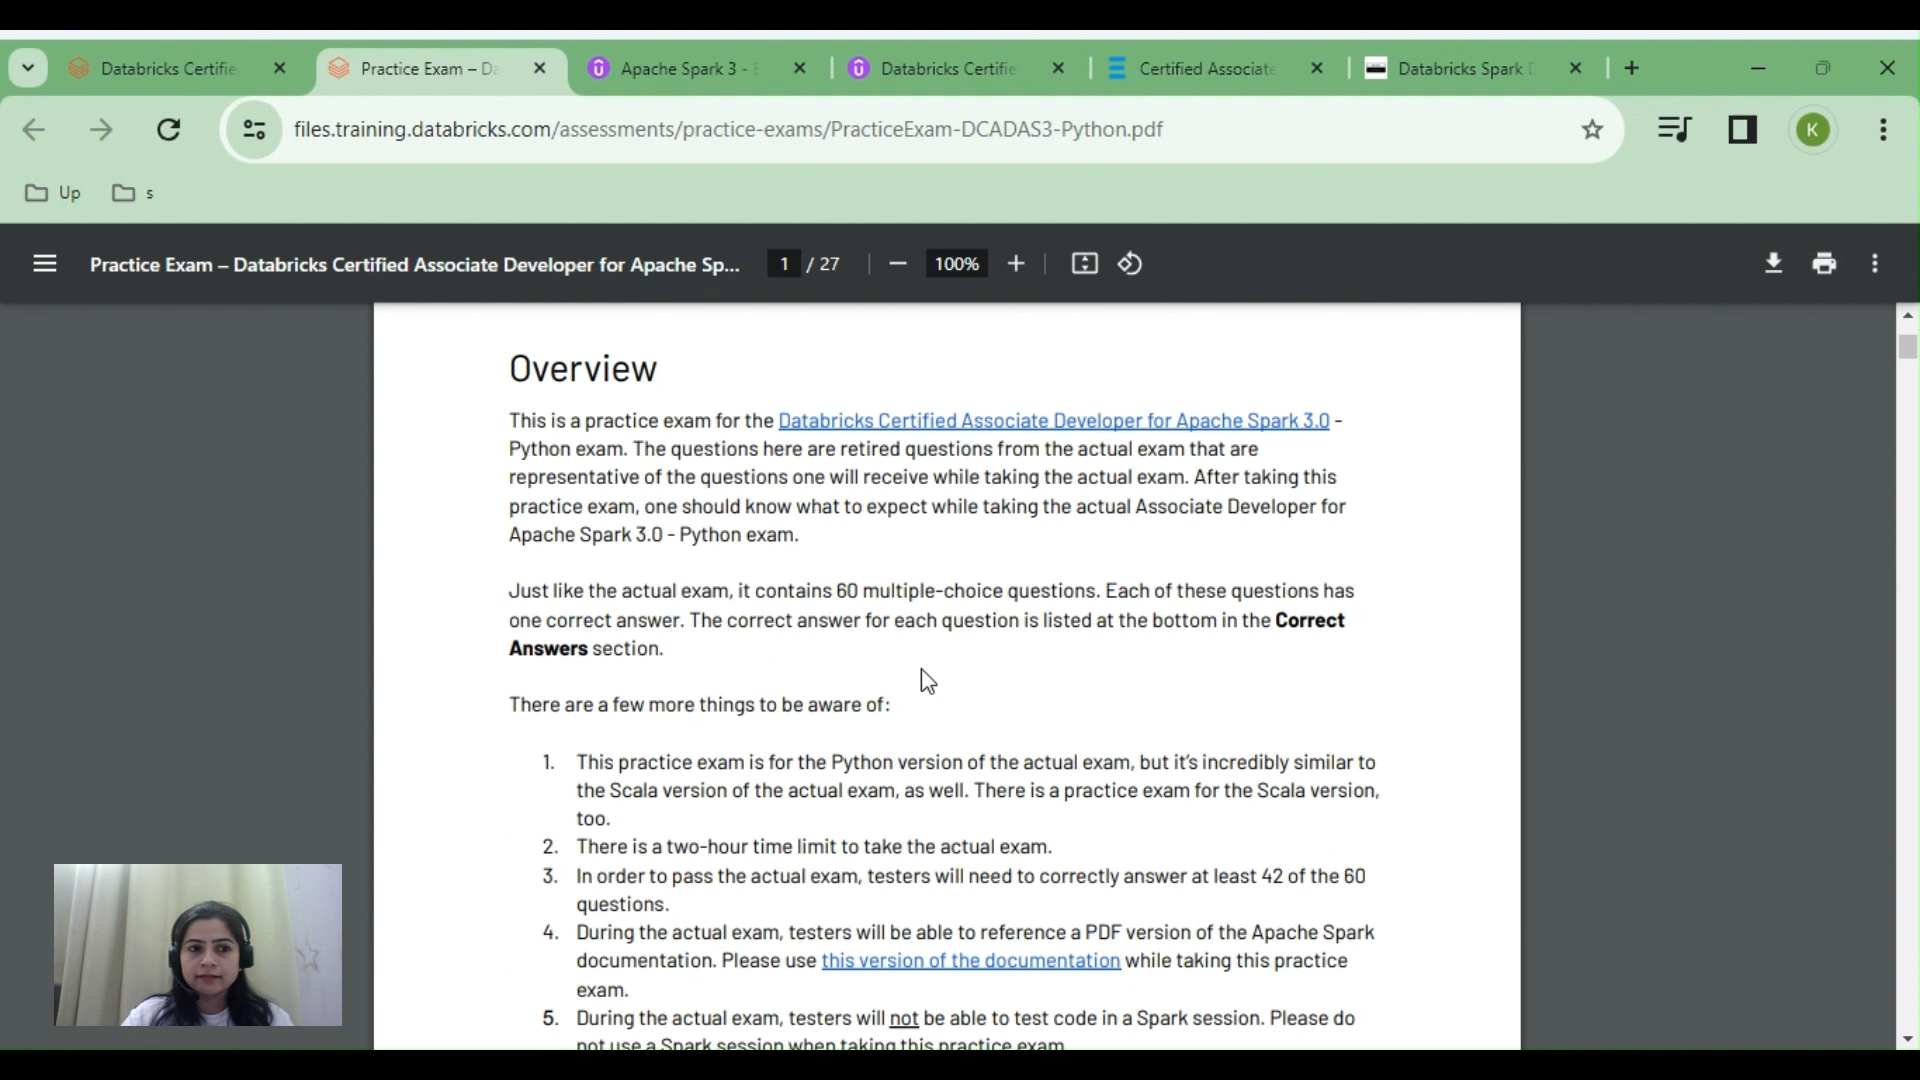 Databricks Certifie
Practice Exam – Da
Apache Spark 3 - E
Databricks Certifie
Certified Associate
Databricks Spark D
files.training.databricks.com/assessments/practice-exams/PracticeExam-DCADAS3-Python.pdf
K
Up
s
Practice Exam – Databricks Certified Associate Developer for Apache Sp...
1 / 27
100%
Overview
This is a practice exam for the Databricks Certified Associate Developer for Apache Spark 3.0 -
Python exam. The questions here are retired questions from the actual exam that are
representative of the questions one will receive while taking the actual exam. After taking this
practice exam, one should know what to expect while taking the actual Associate Developer for
Apache Spark 3.0 - Python exam.
Just like the actual exam, it contains 60 multiple-choice questions. Each of these questions has
one correct answer. The correct answer for each question is listed at the bottom in the Correct
Answers section.
There are a few more things to be aware of:
1. This practice exam is for the Python version of the actual exam, but it's incredibly similar to
the Scala version of the actual exam, as well. There is a practice exam for the Scala version,
too.
2. There is a two-hour time limit to take the actual exam.
3. In order to pass the actual exam, testers will need to correctly answer at least 42 of the 60
questions.
4. During the actual exam, testers will be able to reference a PDF version of the Apache Spark
documentation. Please use this version of the documentation while taking this practice
exam.
5. During the actual exam, testers will not be able to test code in a Spark session. Please do
not use a Spark session when taking this practice exam.